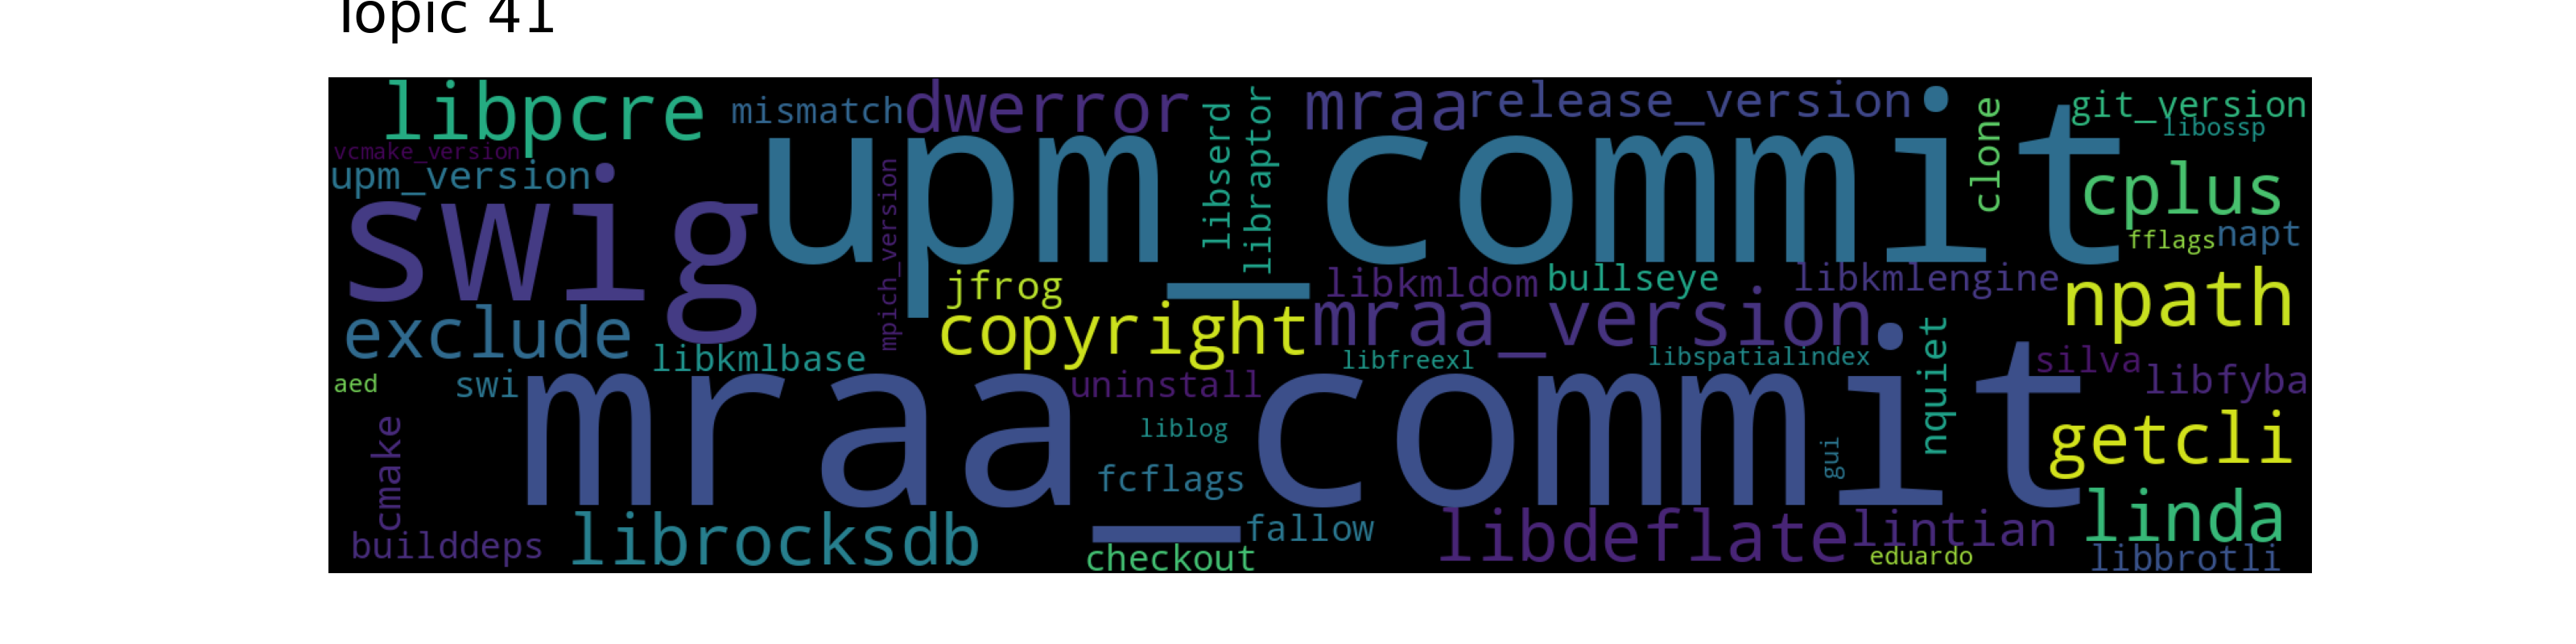 Topic 41
libpcre mismatch dwerror mraa release_version git_version
libossp
vcmake_version
upm_version
swig upm_commit
mpich_version
libserd
libraptor
clone
cplus
fflags napt
jfrog libkmldom bullseye libkmlengine npath
exclude copyright mraa_version
libkmlbase libfreexl libspatialindex
nquiet
silva
aed swi mraa_commit uninstall libfyba
cmake
liblog
gui
getcli
fcflags
builddeps librocksdb fallow libdeflate lintian linda
checkout eduardo libbrotli